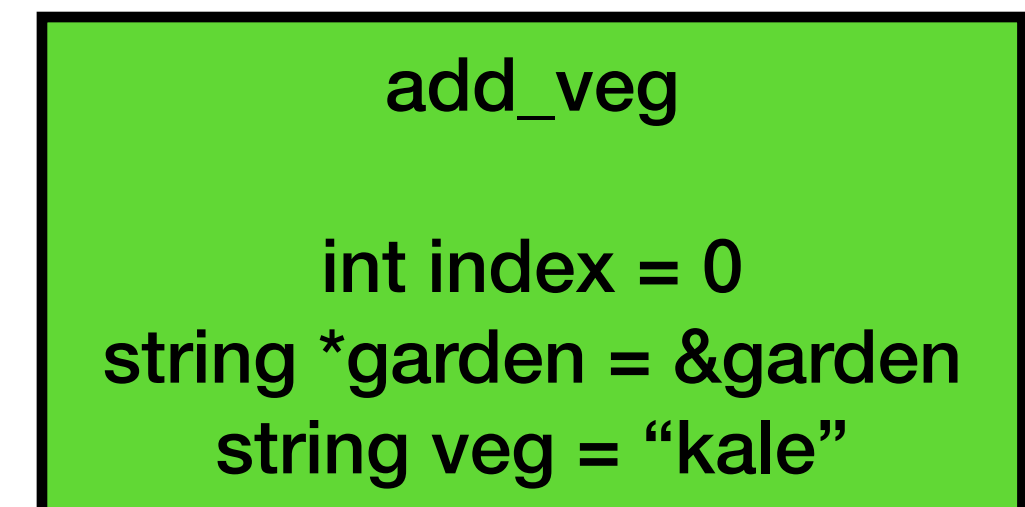 add_veg
int index = 0
string *garden = &garden
string veg = “kale”